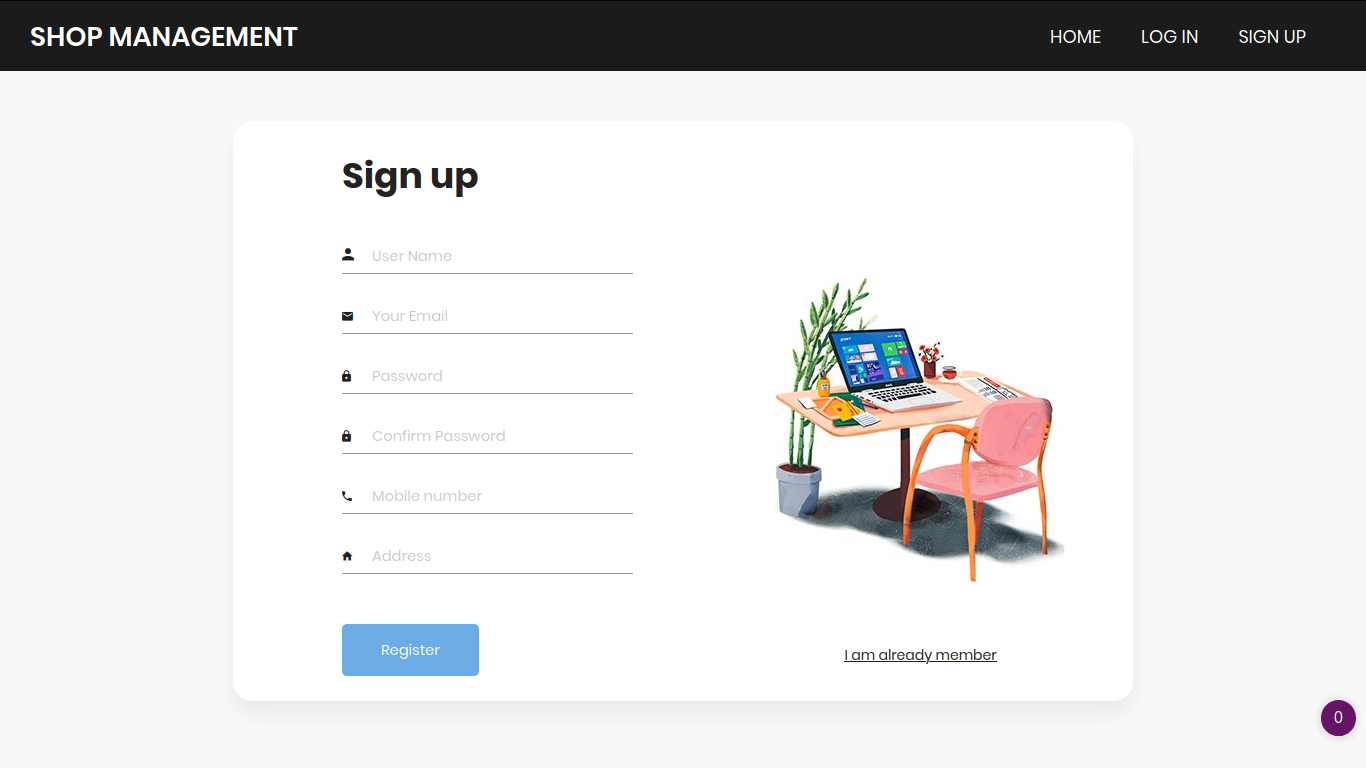 SHOP MANAGEMENT
HOME LOG IN SIGN UP
Sign up
User Name
Your Email
Password
Confirm Password
Mobile number
Address
Register
I am already member
0